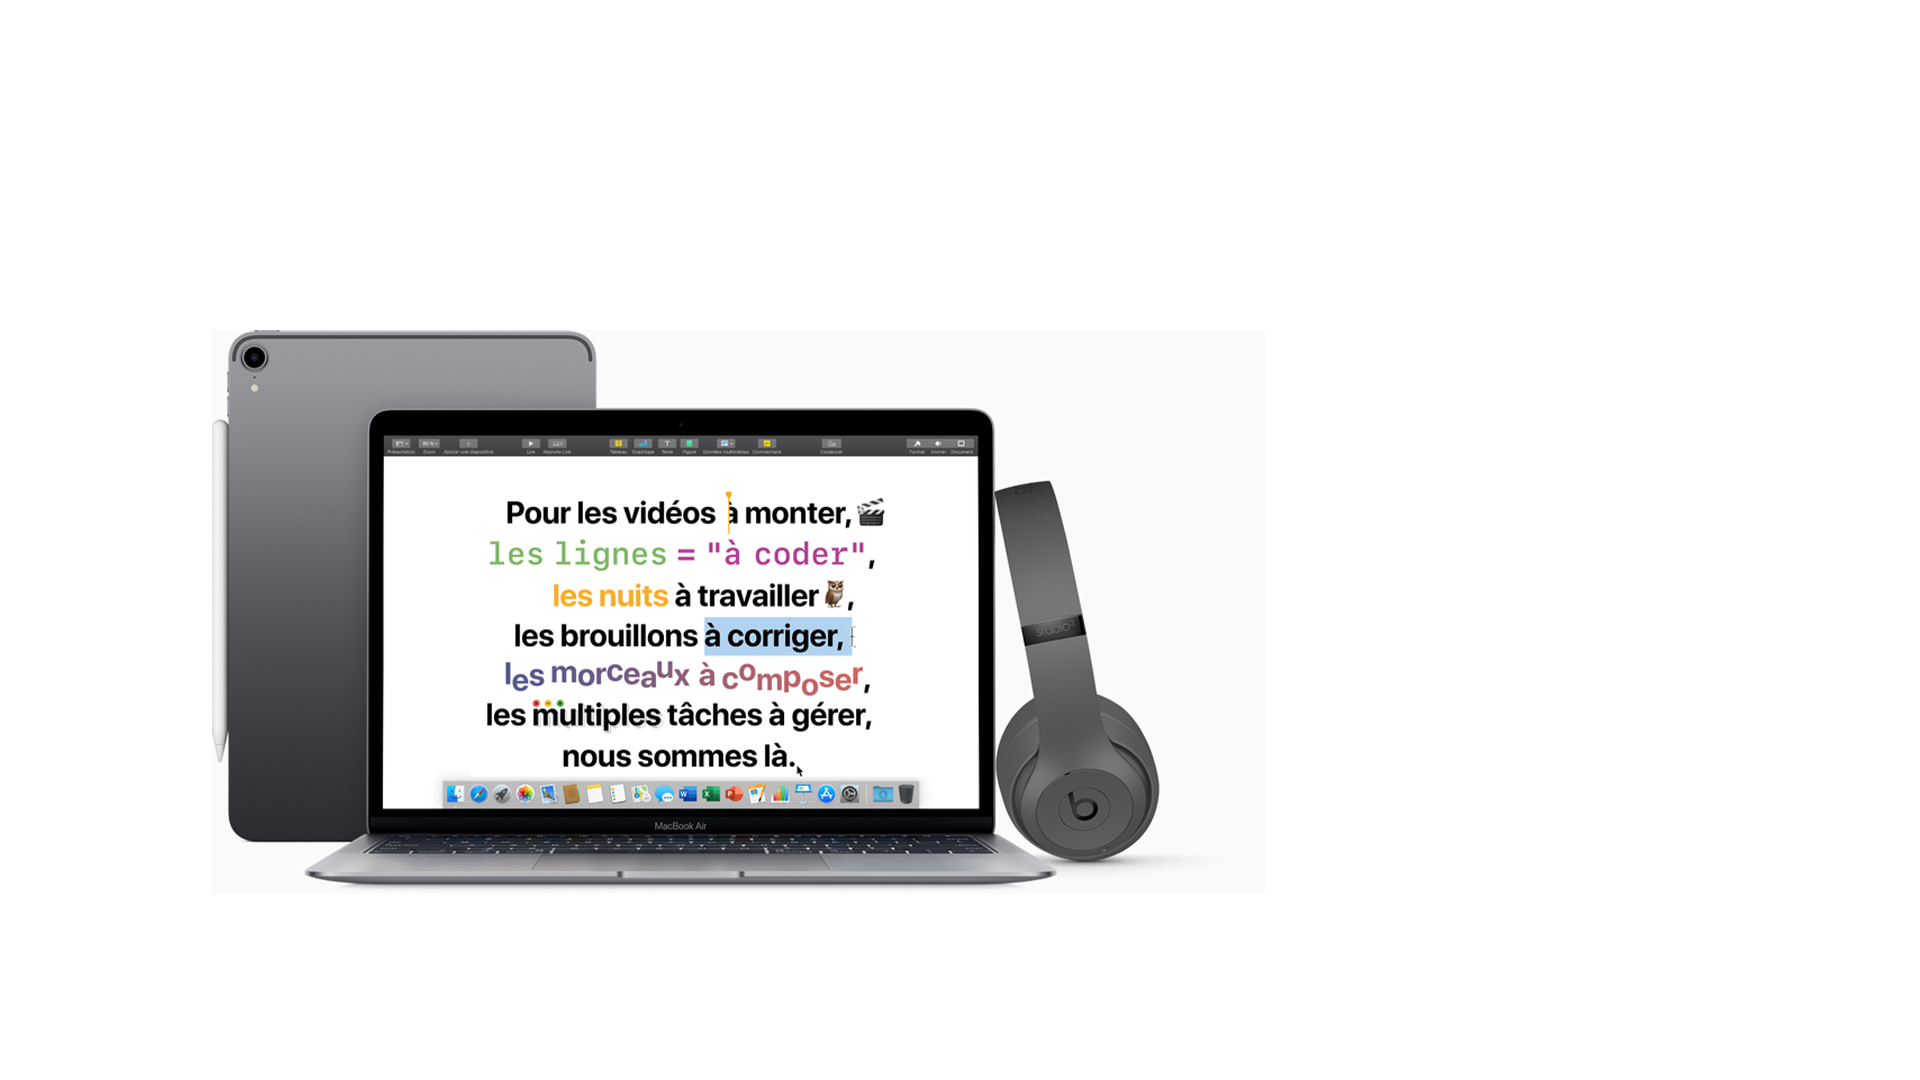 Présentation Zoom Ajouter une diapositive Lire Keynote Live Tableau Graphique Texte Figure Données multimédias Commentaire Collaborer Format Animer Document
Pour les vidéos à monter,
les lignes = "à coder",
les nuits à travailler ,
les brouillons à corriger,
les morceaux à composer,
les multiples tâches à gérer,
nous sommes là.
MacBook Air
studio³